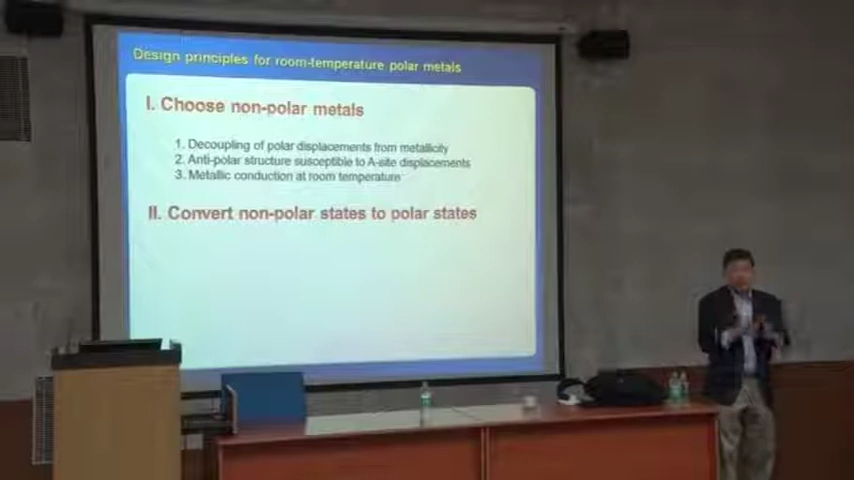 Design principles for room-temperature polar metals
I. Choose non-polar metals
1. Decoupling of polar displacements from metallicity
2. Anti-polar structure susceptible to A-site displacements
3. Metallic conduction at room temperature
II. Convert non-polar states to polar states